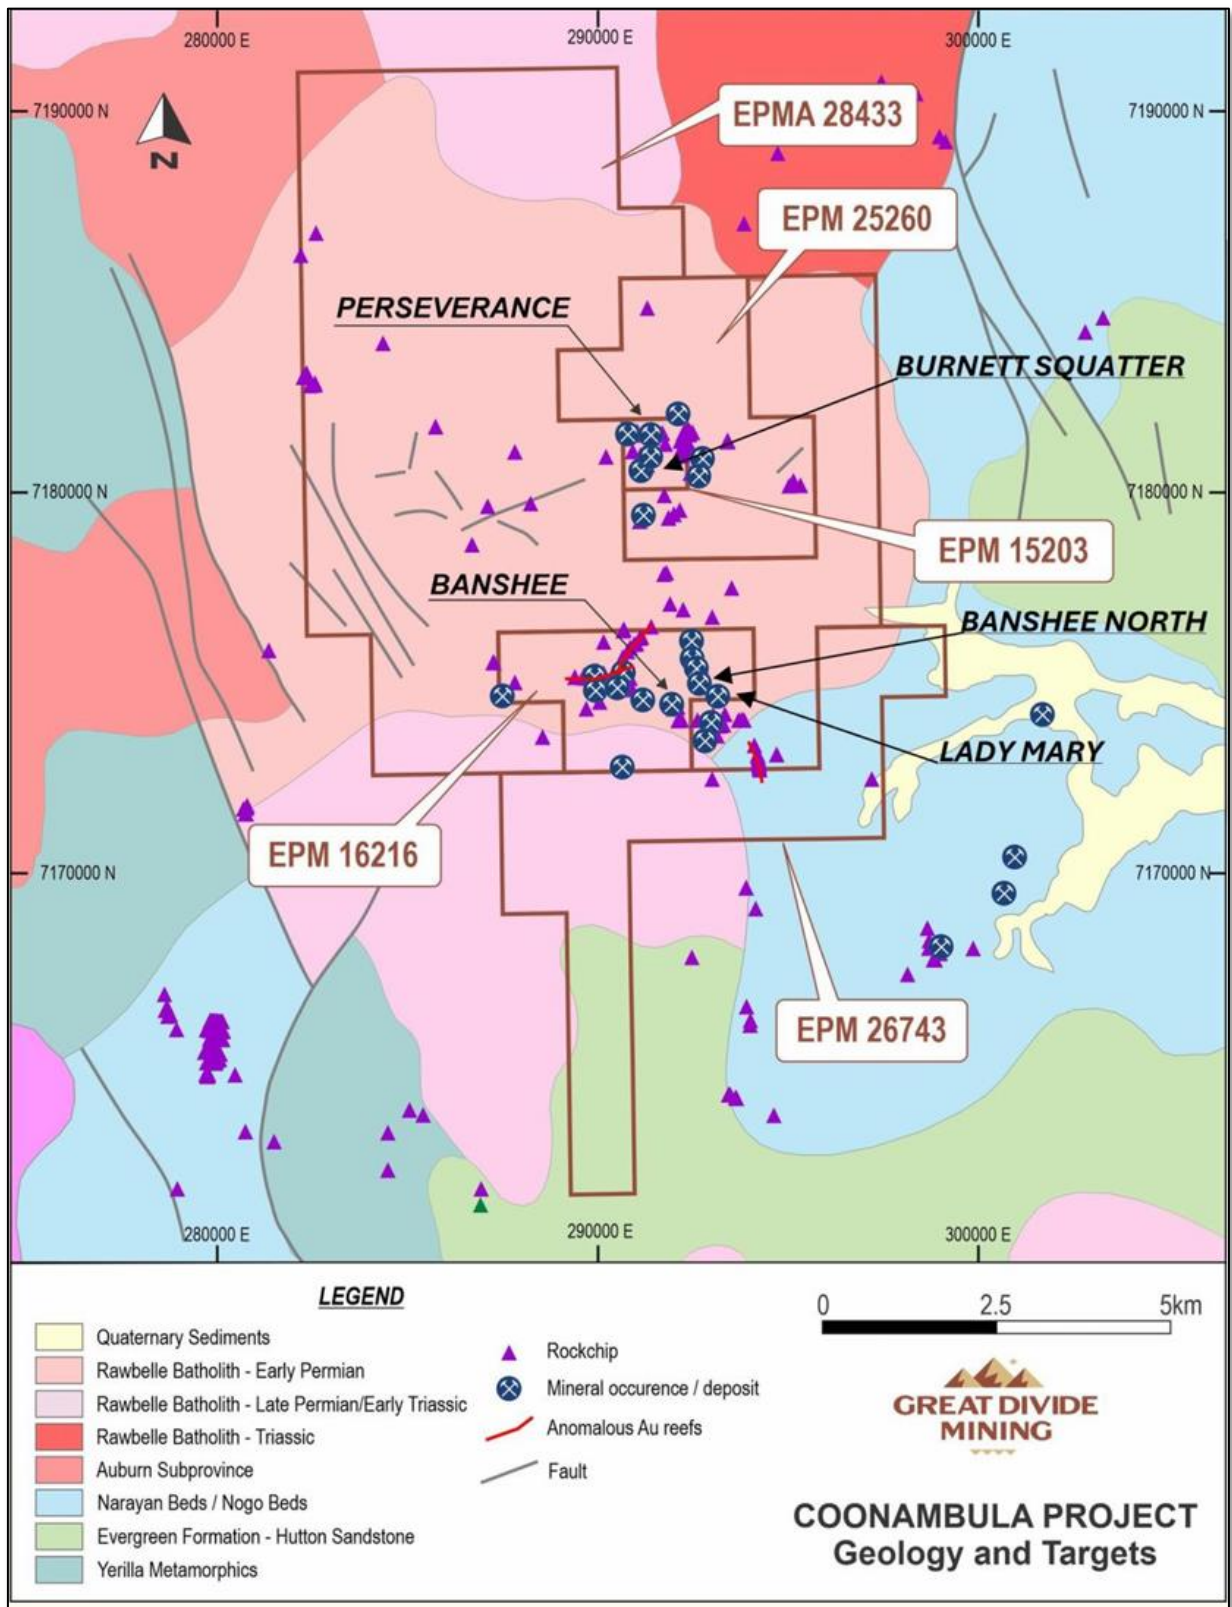 280000 E
290000 E
300000 E
7190000 N
7190000 N
EPMA 28433
N
EPM 25260
PERSEVERANCE
BURNETT SQUATTER
7180000 N
7180000 N
EPM 15203
BANSHEE
BANSHEE NORTH
LADY MARY
EPM 16216
7170000 N
7170000 N
EPM 26743
280000 E
290000 E
300000 E
LEGEND
Quaternary Sediments
Rawbelle Batholith - Early Permian
Rawbelle Batholith - Late Permian/Early Triassic
Rawbelle Batholith - Triassic
Auburn Subprovince
Narayan Beds / Nogo Beds
Evergreen Formation - Hutton Sandstone
Yerilla Metamorphics
Rockchip
Mineral occurence / deposit
Anomalous Au reefs
Fault
0 2.5 5km
GREAT DIVIDE
MINING
COONAMBULA PROJECT
Geology and Targets